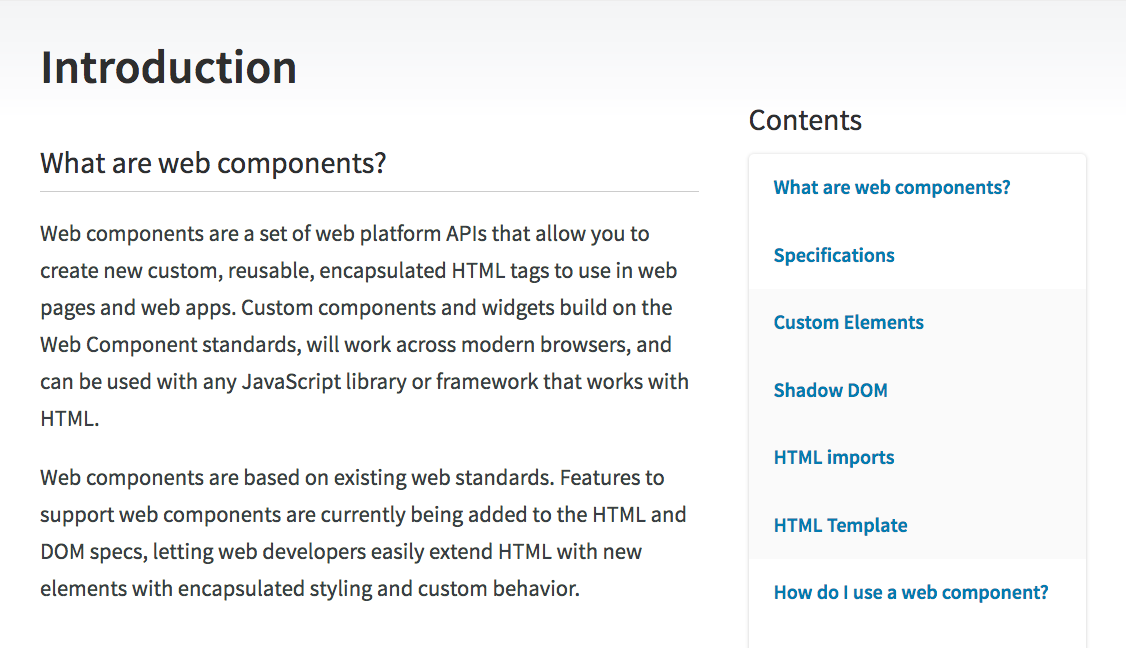 Introduction
What are web components?
Web components are a set of web platform APIs that allow you to
create new custom, reusable, encapsulated HTML tags to use in web
pages and web apps. Custom components and widgets build on the
Web Component standards, will work across modern browsers, and
can be used with any JavaScript library or framework that works with
HTML.
Web components are based on existing web standards. Features to
support web components are currently being added to the HTML and
DOM specs, letting web developers easily extend HTML with new
elements with encapsulated styling and custom behavior.
Contents
What are web components?
Specifications
Custom Elements
Shadow DOM
HTML imports
HTML Template
How do I use a web component?